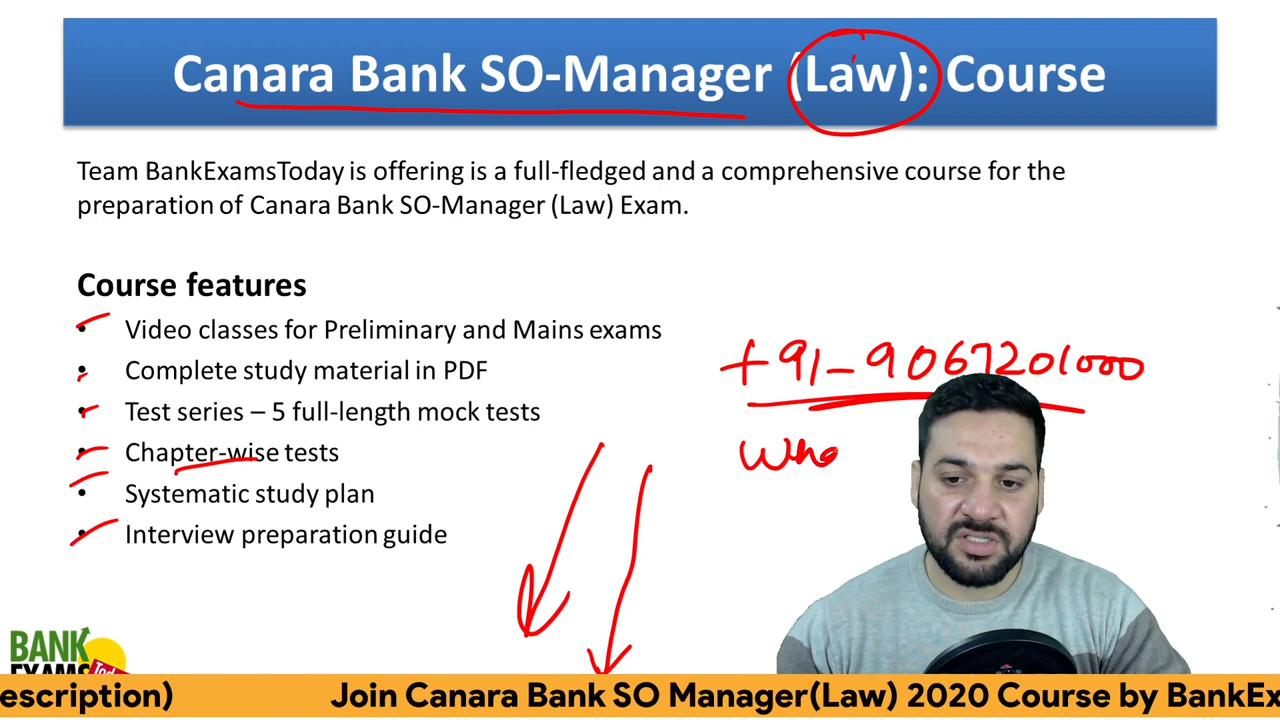 Canara Bank SO-Manager (Law): Course
Team BankExamsToday is offering is a full-fledged and a comprehensive course for the
preparation of Canara Bank SO-Manager (Law) Exam.
Course features
• Video classes for Preliminary and Mains exams
• Complete study material in PDF
• Test series – 5 full-length mock tests
• Chapter-wise tests
• Systematic study plan
• Interview preparation guide
+91-9067201000
Wha
BANK
EXAMS Today
escription) Join Canara Bank SO Manager(Law) 2020 Course by BankEx